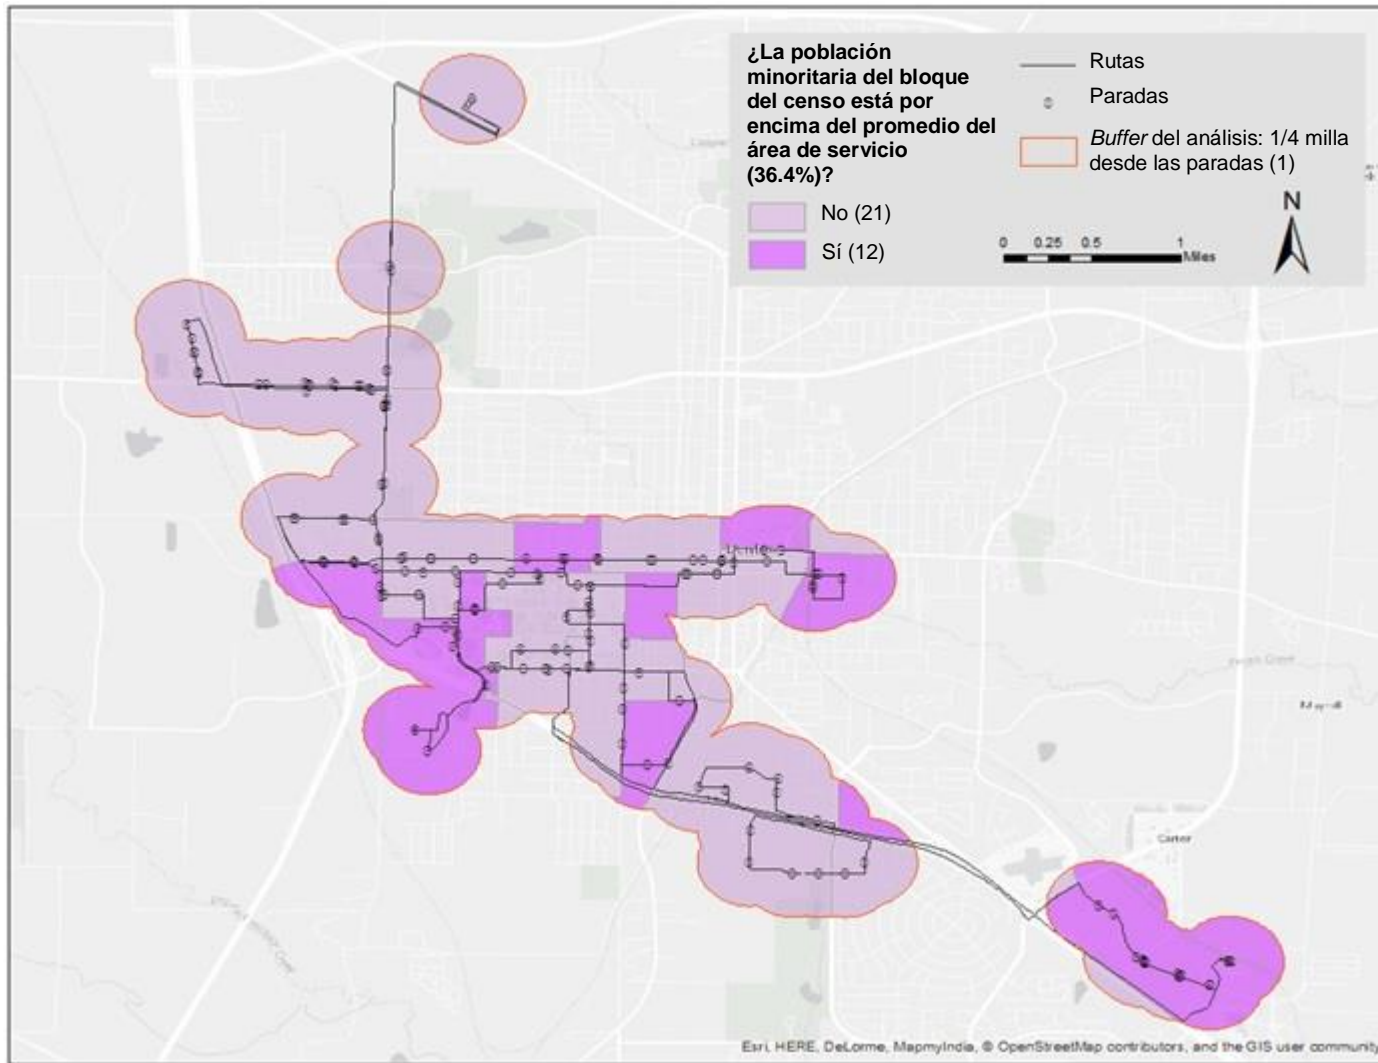 ¿La población
minoritaria del bloque
del censo está por
encima del promedio del
área de servicio
(36.4%)?
No (21)
Sí (12)
Rutas
Paradas
Buffer del análisis: 1/4 milla
desde las paradas (1)
N
0 0.25 0.5 1
Miles
Carter
Esri, HERE, DeLorme, MapmyIndia, © OpenStreetMap contributors, and the GIS user community